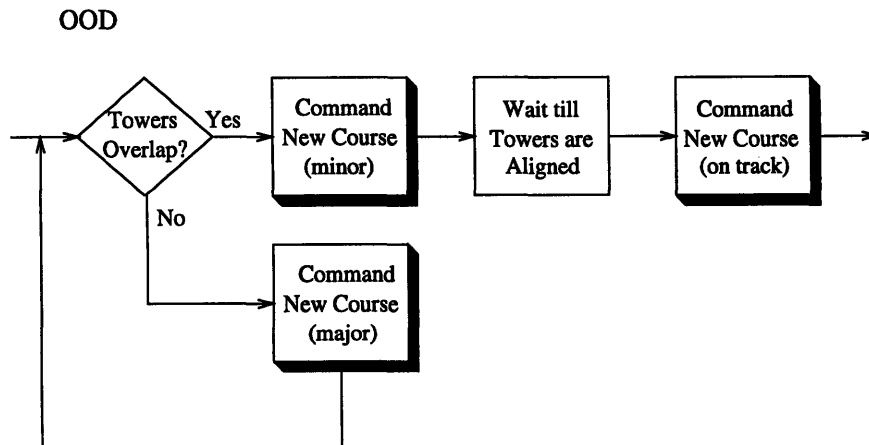 OOD
Towers
Overlap?
Yes
Command
New Course
(minor)
Wait till
Towers are
Aligned
Command
New Course
(on track)
No
Command
New Course
(major)